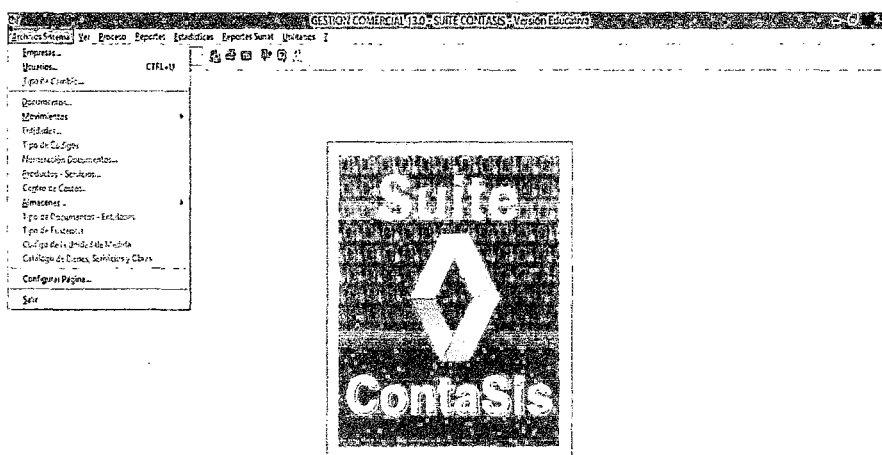 GESTION COMERCIAL 13.0 - SUITE CONTASIS - Versión Educativa
Archivos Sistema Ver Proceso Reportes Estadísticas Reportes Sunat Utilitarios ?
Empresas...
Usuarios... CTRL+U
Tipo de Cambio...
Documentos...
Movimientos
Entidades...
Tipo de Códigos
Numeración Documentos...
Productos - Servicios...
Centro de Costos...
Almacenes...
Tipo de Documentos - Entidades
Tipo de Existencia
Código de la Unidad de Medida
Catálogo de Bienes, Servicios y Obras
Configurar Página...
Salir
Suite
ContaSis